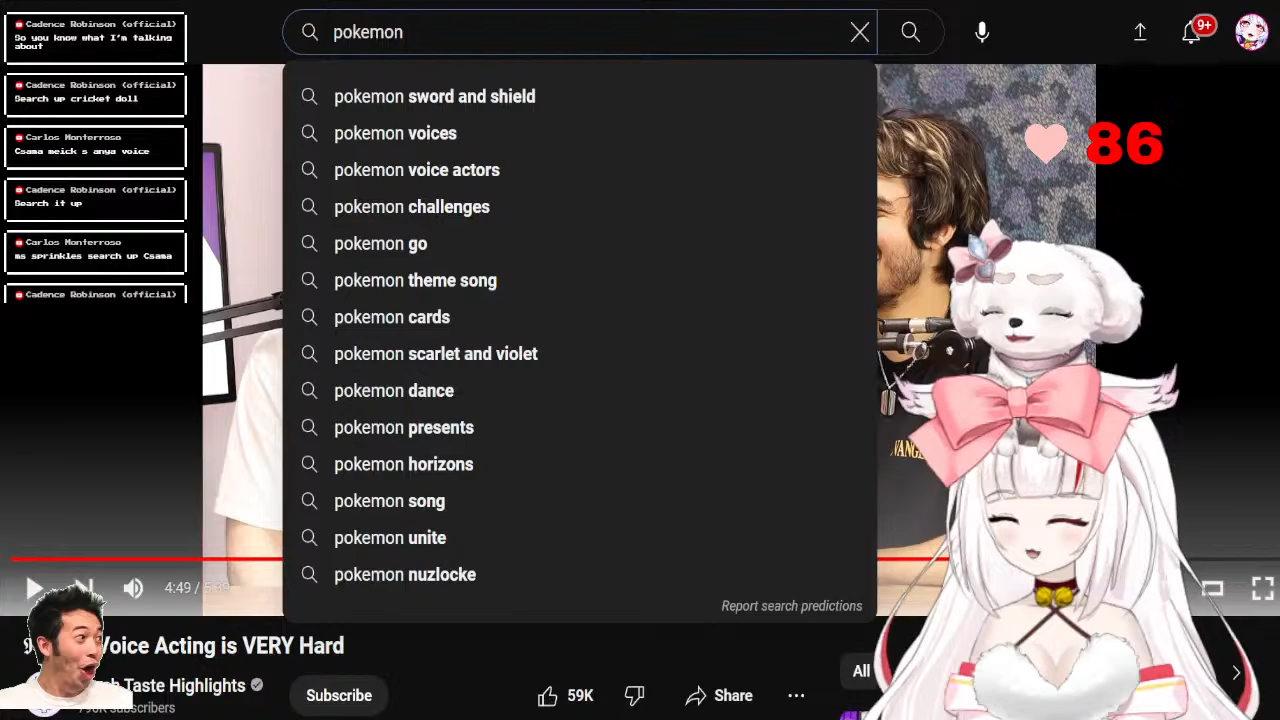 Cadence Robinson (official)
So you know what I'm talking
about
Cadence Robinson (official)
Search up cricket doll
Carlos Monterroso
Csama meick s anya voice
Cadence Robinson (official)
Search it up
Carlos Monterroso
ms sprinkles search up Csama
Cadence Robinson (official)
pokemon
9+
pokemon sword and shield
pokemon voices
pokemon voice actors
pokemon challenges
pokemon go
pokemon theme song
pokemon cards
pokemon scarlet and violet
pokemon dance
pokemon presents
pokemon horizons
pokemon song
pokemon unite
pokemon nuzlocke
Report search predictions
86
4:49 /
Voice Acting is VERY Hard
Taste Highlights
subscribers
Subscribe
59K
Share
All